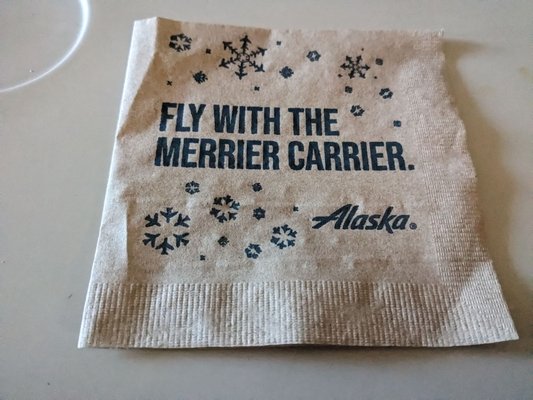 FLY WITH THE
MERRIER CARRIER.
Alaska®